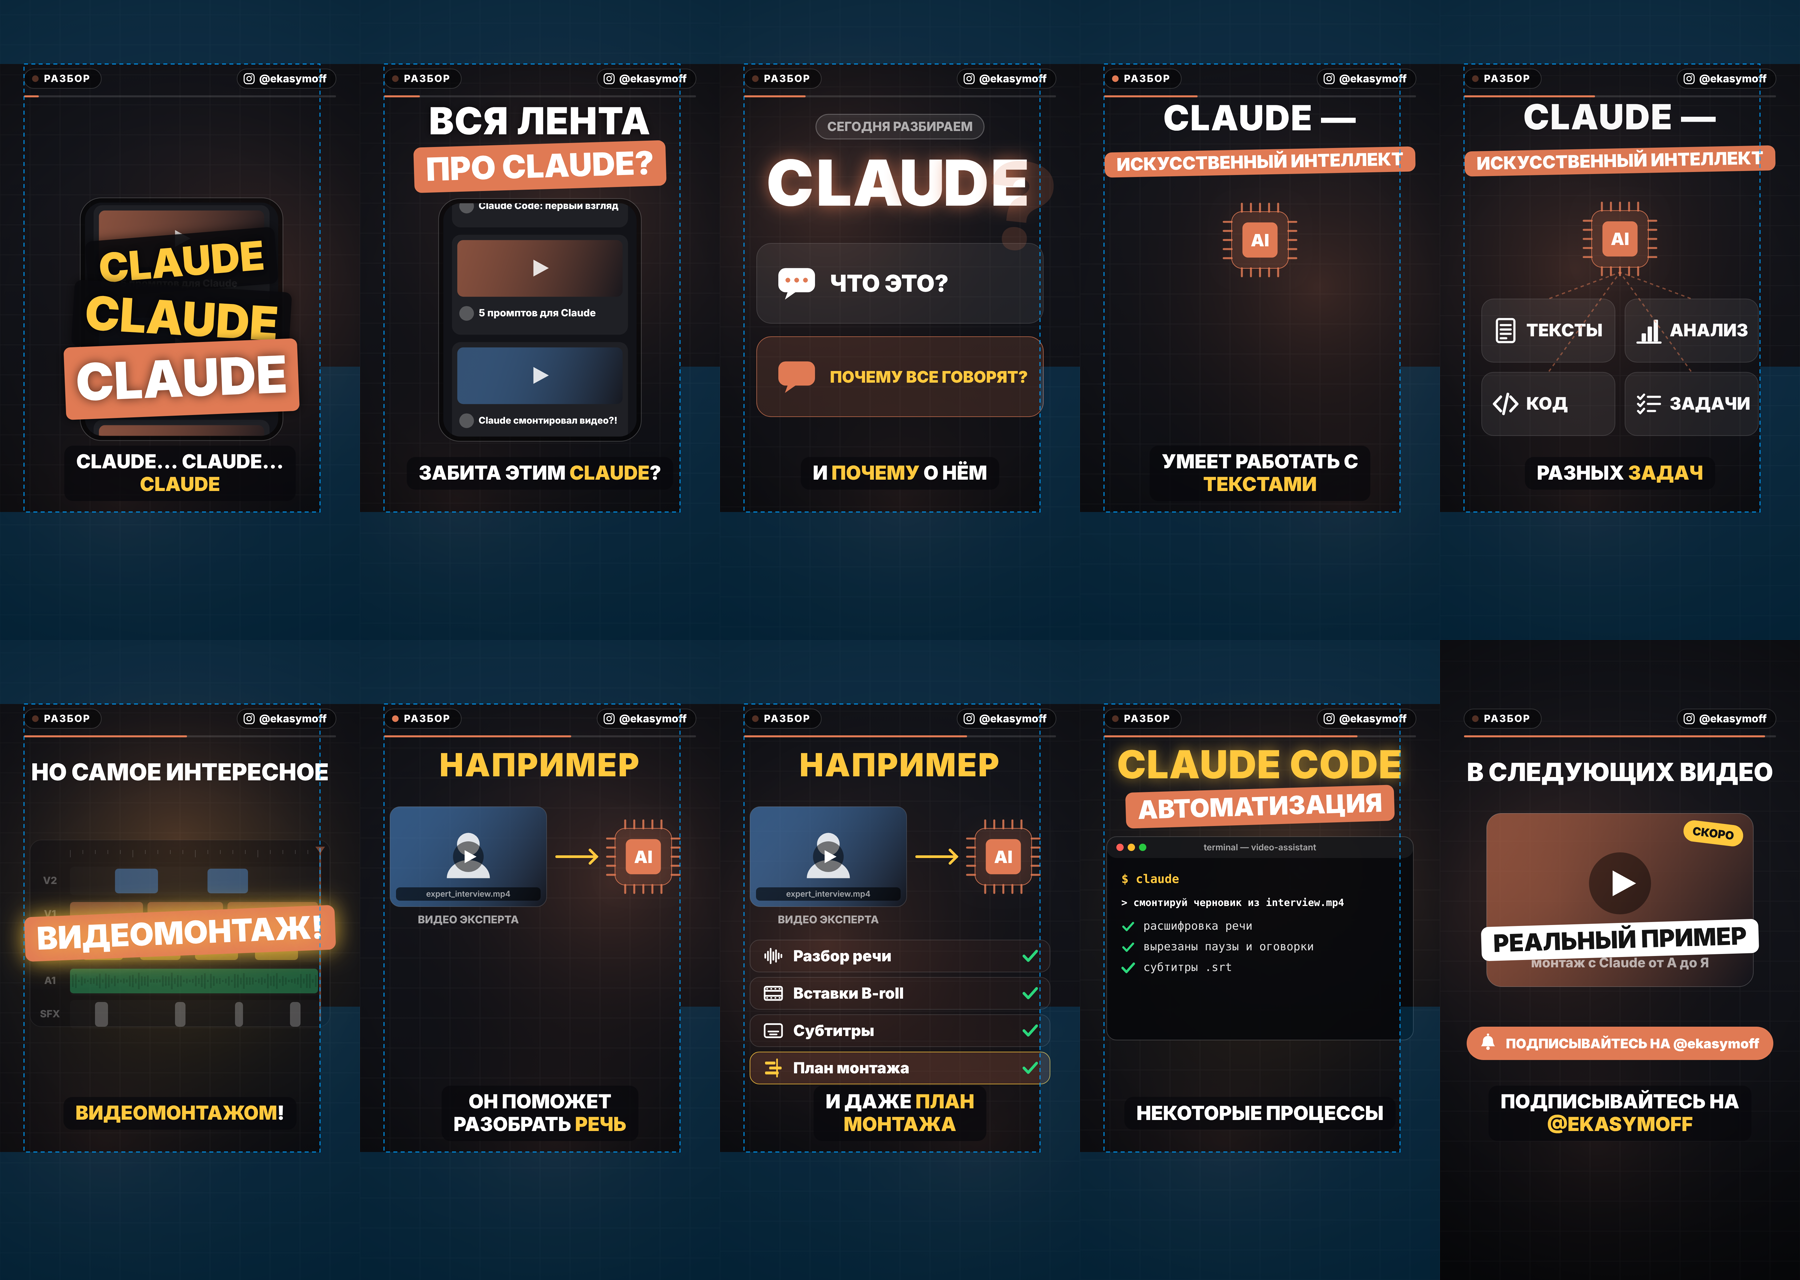 РАЗБОР
@ekasymoff
CLAUDE
CLAUDE
CLAUDE
CLAUDE... CLAUDE...
CLAUDE
РАЗБОР
@ekasymoff
ВСЯ ЛЕНТА
ПРО CLAUDE?
Claude Code: первый взгляд
5 промптов для Claude
Claude смонтировал видео?!
ЗАБИТА ЭТИМ CLAUDE?
РАЗБОР
@ekasymoff
СЕГОДНЯ РАЗБИРАЕМ
CLAUDE
?
ЧТО ЭТО?
ПОЧЕМУ ВСЕ ГОВОРЯТ?
И ПОЧЕМУ О НЁМ
РАЗБОР
@ekasymoff
CLAUDE —
ИСКУССТВЕННЫЙ ИНТЕЛЛЕКТ
AI
УМЕЕТ РАБОТАТЬ С
ТЕКСТАМИ
РАЗБОР
@ekasymoff
CLAUDE —
ИСКУССТВЕННЫЙ ИНТЕЛЛЕКТ
AI
ТЕКСТЫ
АНАЛИЗ
КОД
ЗАДАЧИ
РАЗНЫХ ЗАДАЧ
РАЗБОР
@ekasymoff
НО САМОЕ ИНТЕРЕСНОЕ
V2
V1
ВИДЕОМОНТАЖ!
A1
SFX
ВИДЕОМОНТАЖОМ!
РАЗБОР
@ekasymoff
НАПРИМЕР
AI
expert_interview.mp4
ВИДЕО ЭКСПЕРТА
ОН ПОМОЖЕТ
РАЗОБРАТЬ РЕЧЬ
РАЗБОР
@ekasymoff
НАПРИМЕР
AI
expert_interview.mp4
ВИДЕО ЭКСПЕРТА
Разбор речи
Вставки B-roll
Субтитры
План монтажа
И ДАЖЕ ПЛАН
МОНТАЖА
РАЗБОР
@ekasymoff
CLAUDE CODE
АВТОМАТИЗАЦИЯ
terminal — video-assistant
$ claude
> смонтируй черновик из interview.mp4
расшифровка речи
вырезаны паузы и оговорки
субтитры .srt
НЕКОТОРЫЕ ПРОЦЕССЫ
РАЗБОР
@ekasymoff
В СЛЕДУЮЩИХ ВИДЕО
СКОРО
РЕАЛЬНЫЙ ПРИМЕР
монтаж с Claude от А до Я
ПОДПИСЫВАЙТЕСЬ НА @ekasymoff
ПОДПИСЫВАЙТЕСЬ НА
@EKASYMOFF